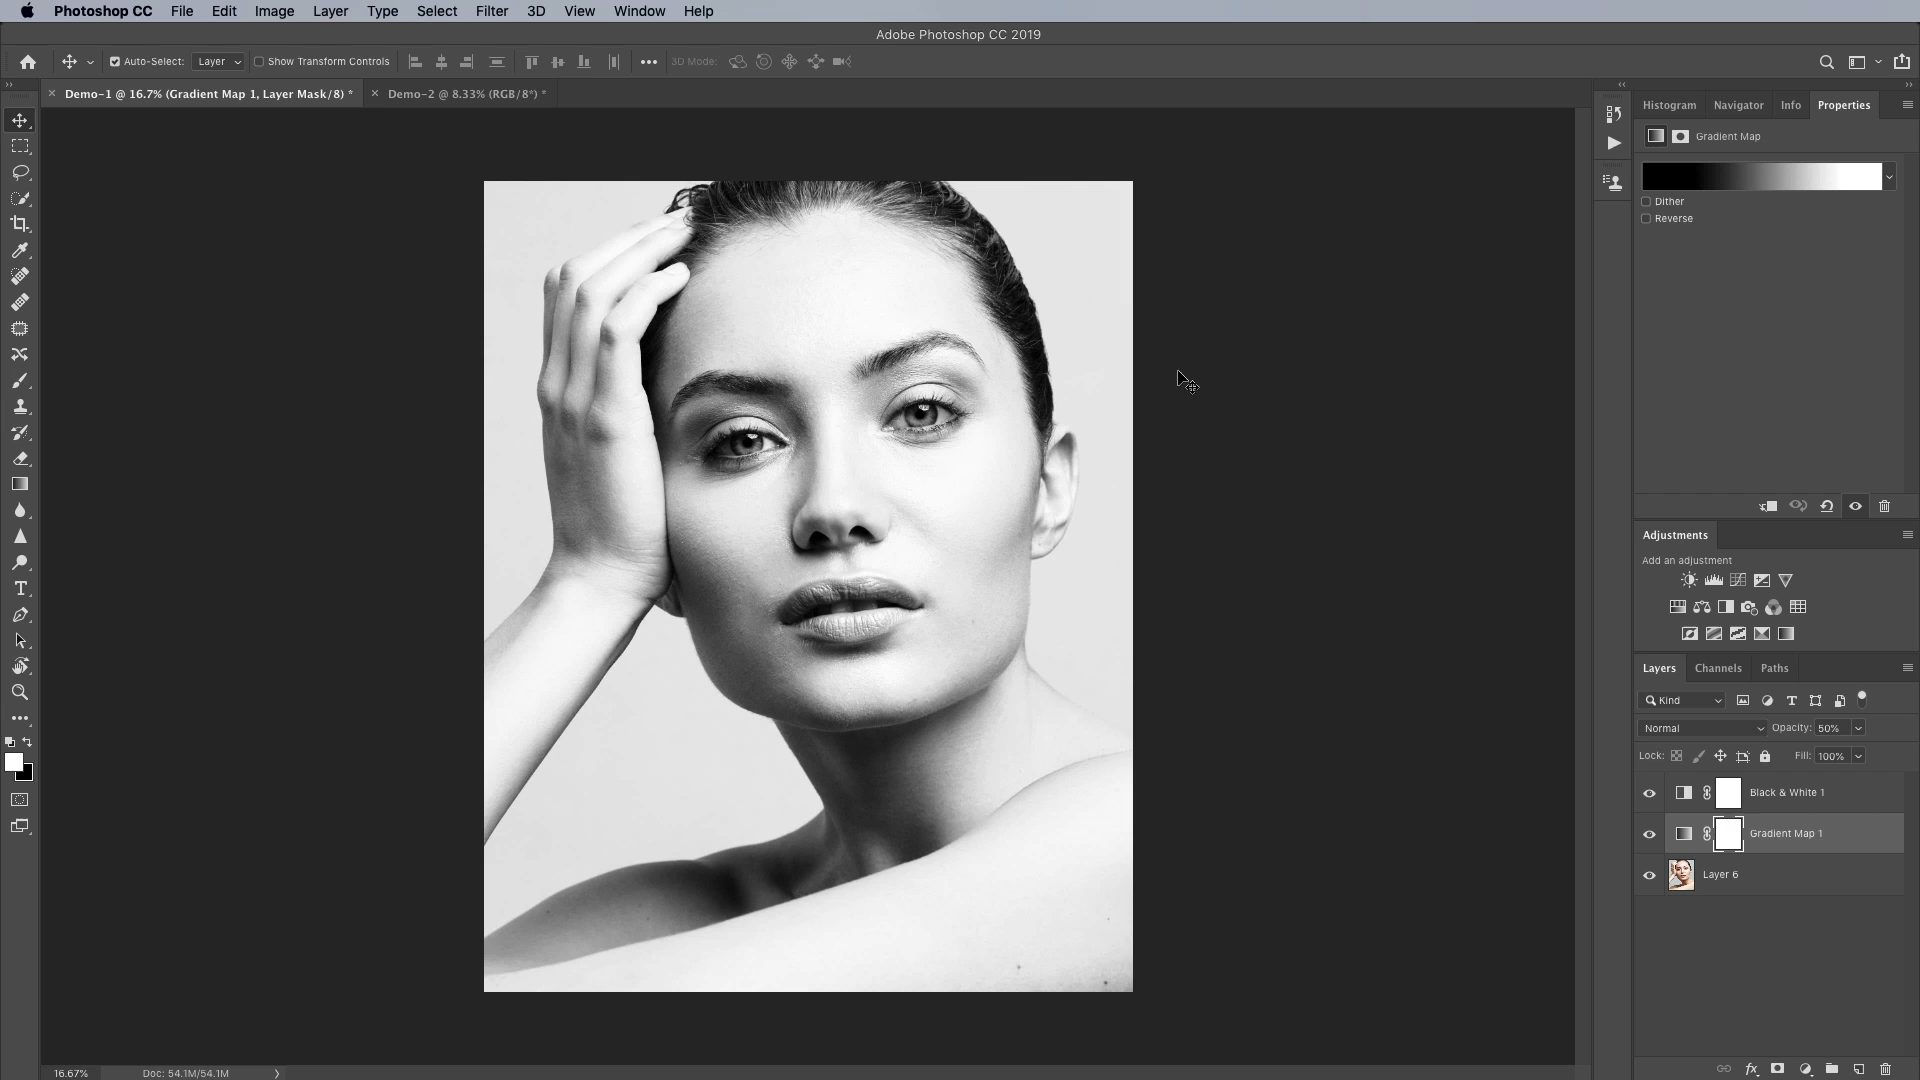 Photoshop CC File Edit Image Layer Type Select Filter 3D View Window Help
Adobe Photoshop CC 2019
Auto-Select: Layer Show Transform Controls 3D Mode:
Demo-1 @ 16.7% (Gradient Map 1, Layer Mask/8) *
Demo-2 @ 8.33% (RGB/8*) *
Histogram Navigator Info Properties
Gradient Map
Dither
Reverse
Adjustments
Add an adjustment
Layers Channels Paths
Kind
Normal Opacity: 50%
Lock: Fill: 100%
Black & White 1
Gradient Map 1
Layer 6
16.67% Doc: 54.1M/54.1M